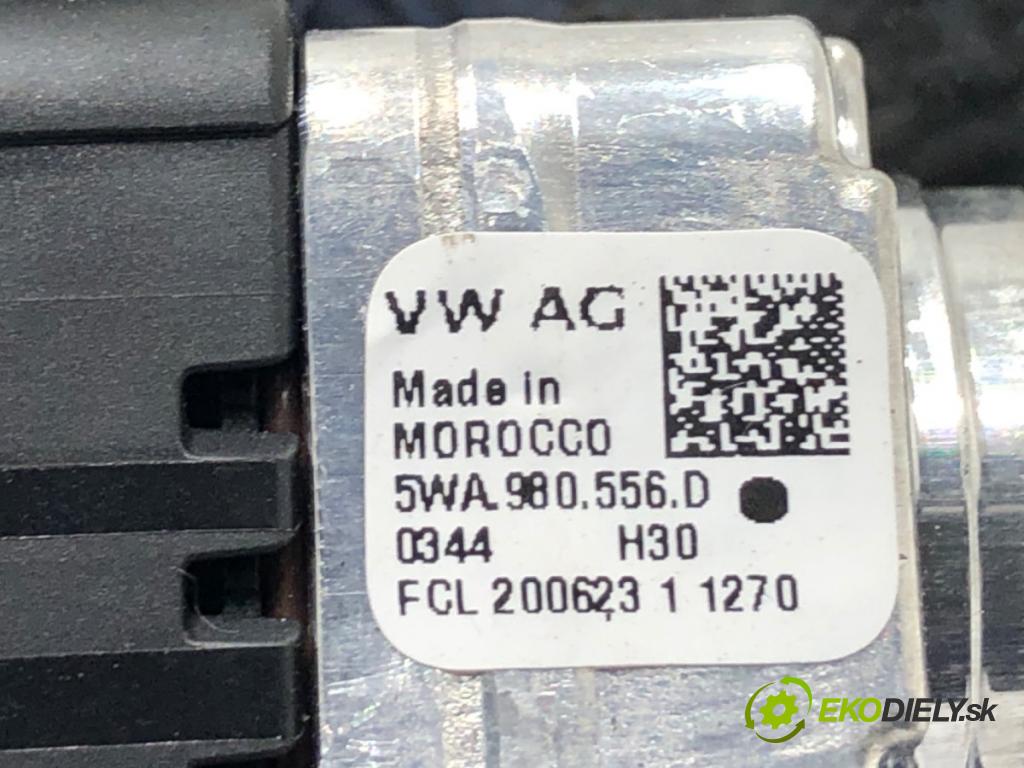 VW AG
Made in
MOROCCO
5WA.980.556.D
0344 H30
FCL 200623 1 1270
EKODIELY.sk